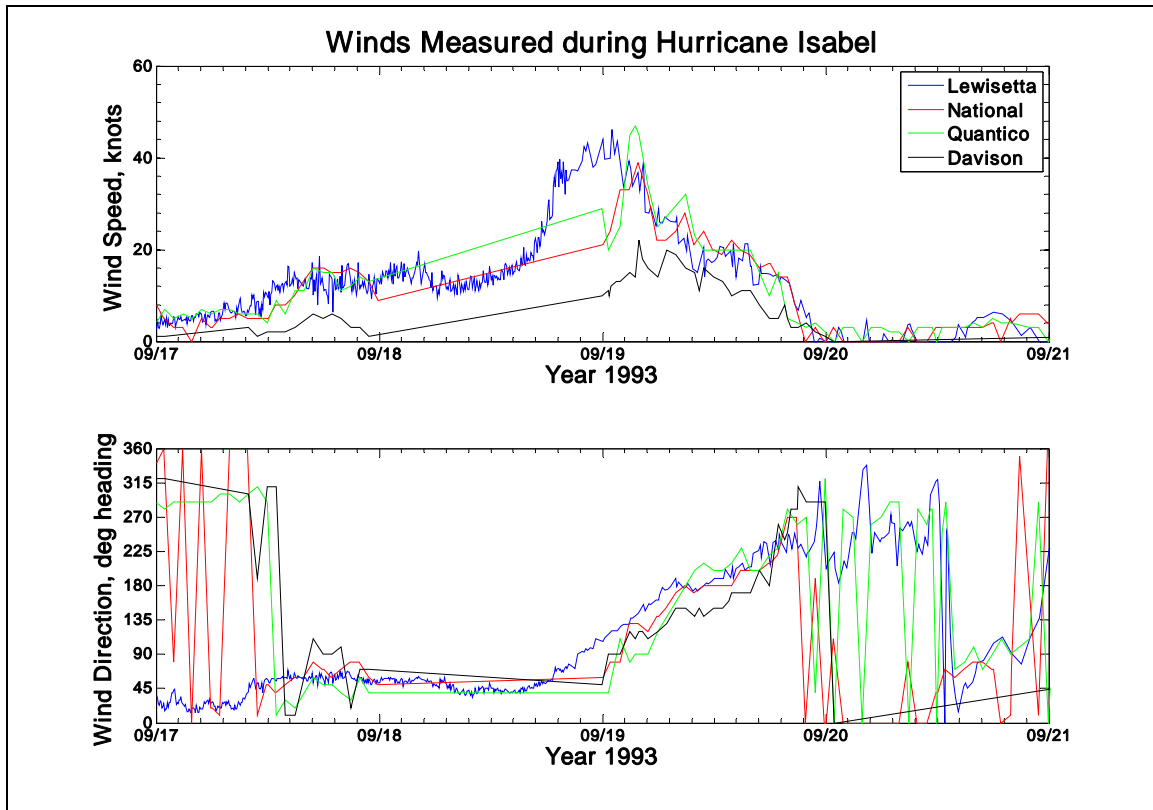 Winds Measured during Hurricane Isabel
Wind Speed, knots
60
40
20
0
Lewisetta
National
Quantico
Davison
09/17 09/18 09/19 09/20 09/21
Year 1993
Wind Direction, deg heading
360
315
270
225
180
135
90
45
0
09/17 09/18 09/19 09/20 09/21
Year 1993